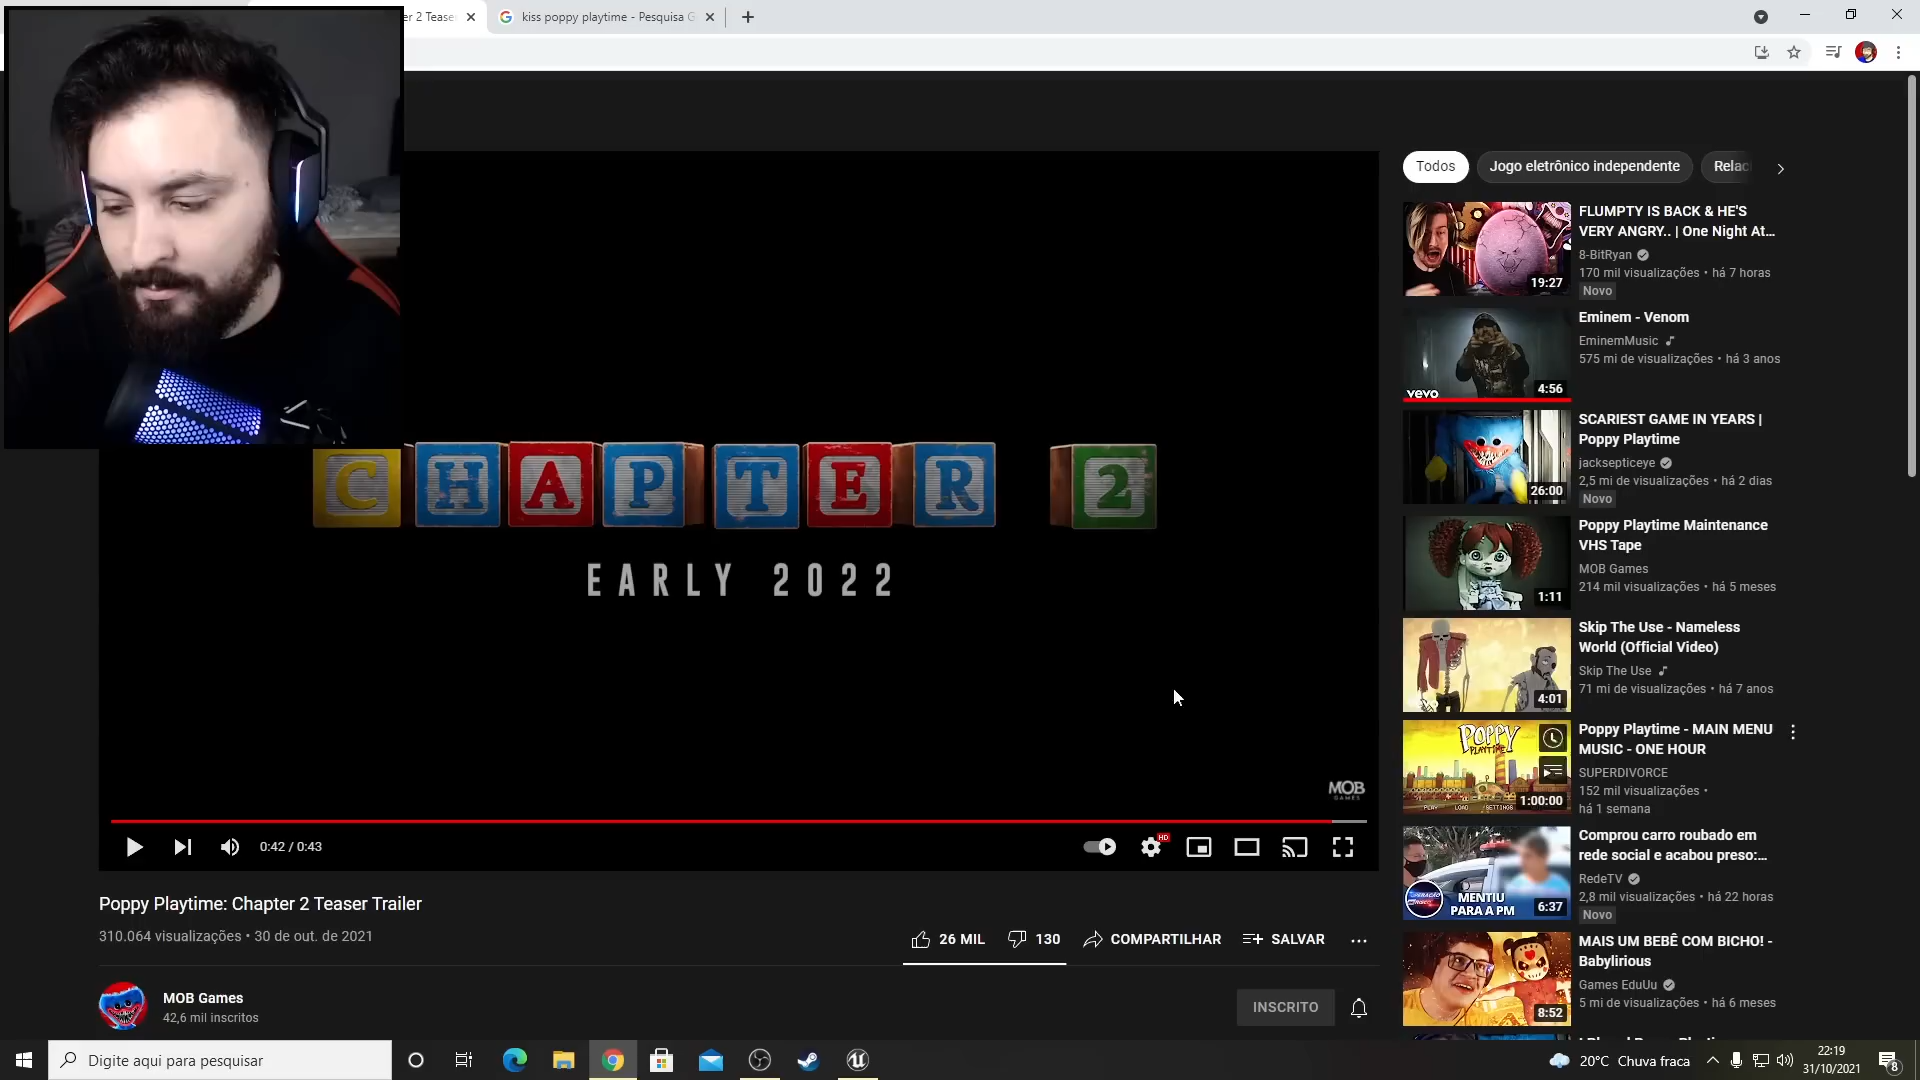 r 2 Tease
kiss poppy playtime - Pesquisa G
CHAPTER 2
EARLY 2022
MOB
GAMES
0:42 / 0:43
HD
Poppy Playtime: Chapter 2 Teaser Trailer
310.064 visualizações • 30 de out. de 2021
26 MIL
130
COMPARTILHAR
SALVAR
MOB Games
42,6 mil inscritos
INSCRITO
Todos
Jogo eletrônico independente
Relaci
FLUMPTY IS BACK & HE'S
VERY ANGRY.. | One Night At...
8-BitRyan
170 mil visualizações • há 7 horas
Novo
19:27
Eminem - Venom
EminemMusic
575 mi de visualizações • há 3 anos
vevo
4:56
SCARIEST GAME IN YEARS |
Poppy Playtime
jacksepticeye
2,5 mi de visualizações • há 2 dias
Novo
26:00
Poppy Playtime Maintenance
VHS Tape
MOB Games
214 mil visualizações • há 5 meses
1:11
Skip The Use - Nameless
World (Official Video)
Skip The Use
71 mi de visualizações • há 7 anos
4:01
Poppy Playtime - MAIN MENU
MUSIC - ONE HOUR
SUPERDIVORCE
152 mil visualizações •
há 1 semana
POPPY
PLAYTIME
PLAY LOAD SETTINGS
1:00:00
Comprou carro roubado em
rede social e acabou preso:...
RedeTV
2,8 mil visualizações • há 22 horas
Novo
MENTIU
PARA A PM
6:37
MAIS UM BEBÊ COM BICHO! -
Babylirious
Games EduUu
5 mi de visualizações • há 6 meses
8:52
Digite aqui para pesquisar
20°C Chuva fraca
22:19
31/10/2021
8